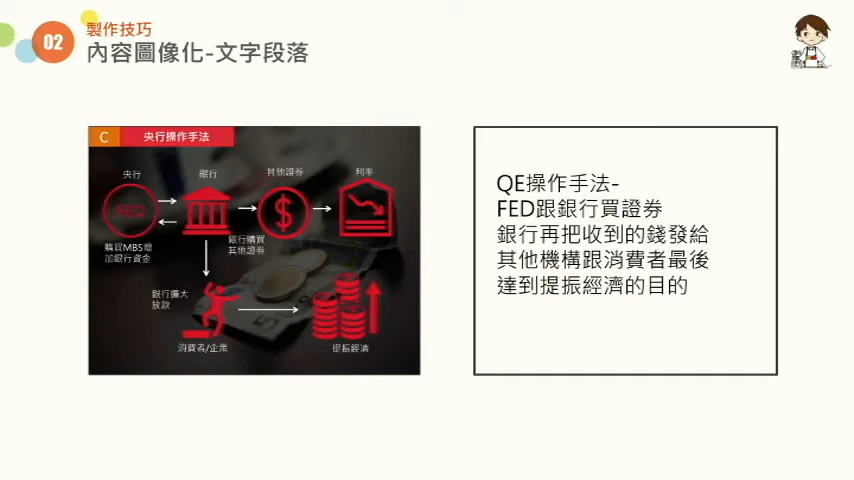 02
製作技巧
內容圖像化-文字段落
C 央行操作手法
央行
銀行
其他證券
利率
FED
購買MBS增
加銀行資金
銀行購買
其他證券
銀行擴大
放款
消費者/企業
提振經濟
QE操作手法-
FED跟銀行買證券
銀行再把收到的錢發給
其他機構跟消費者最後
達到提振經濟的目的